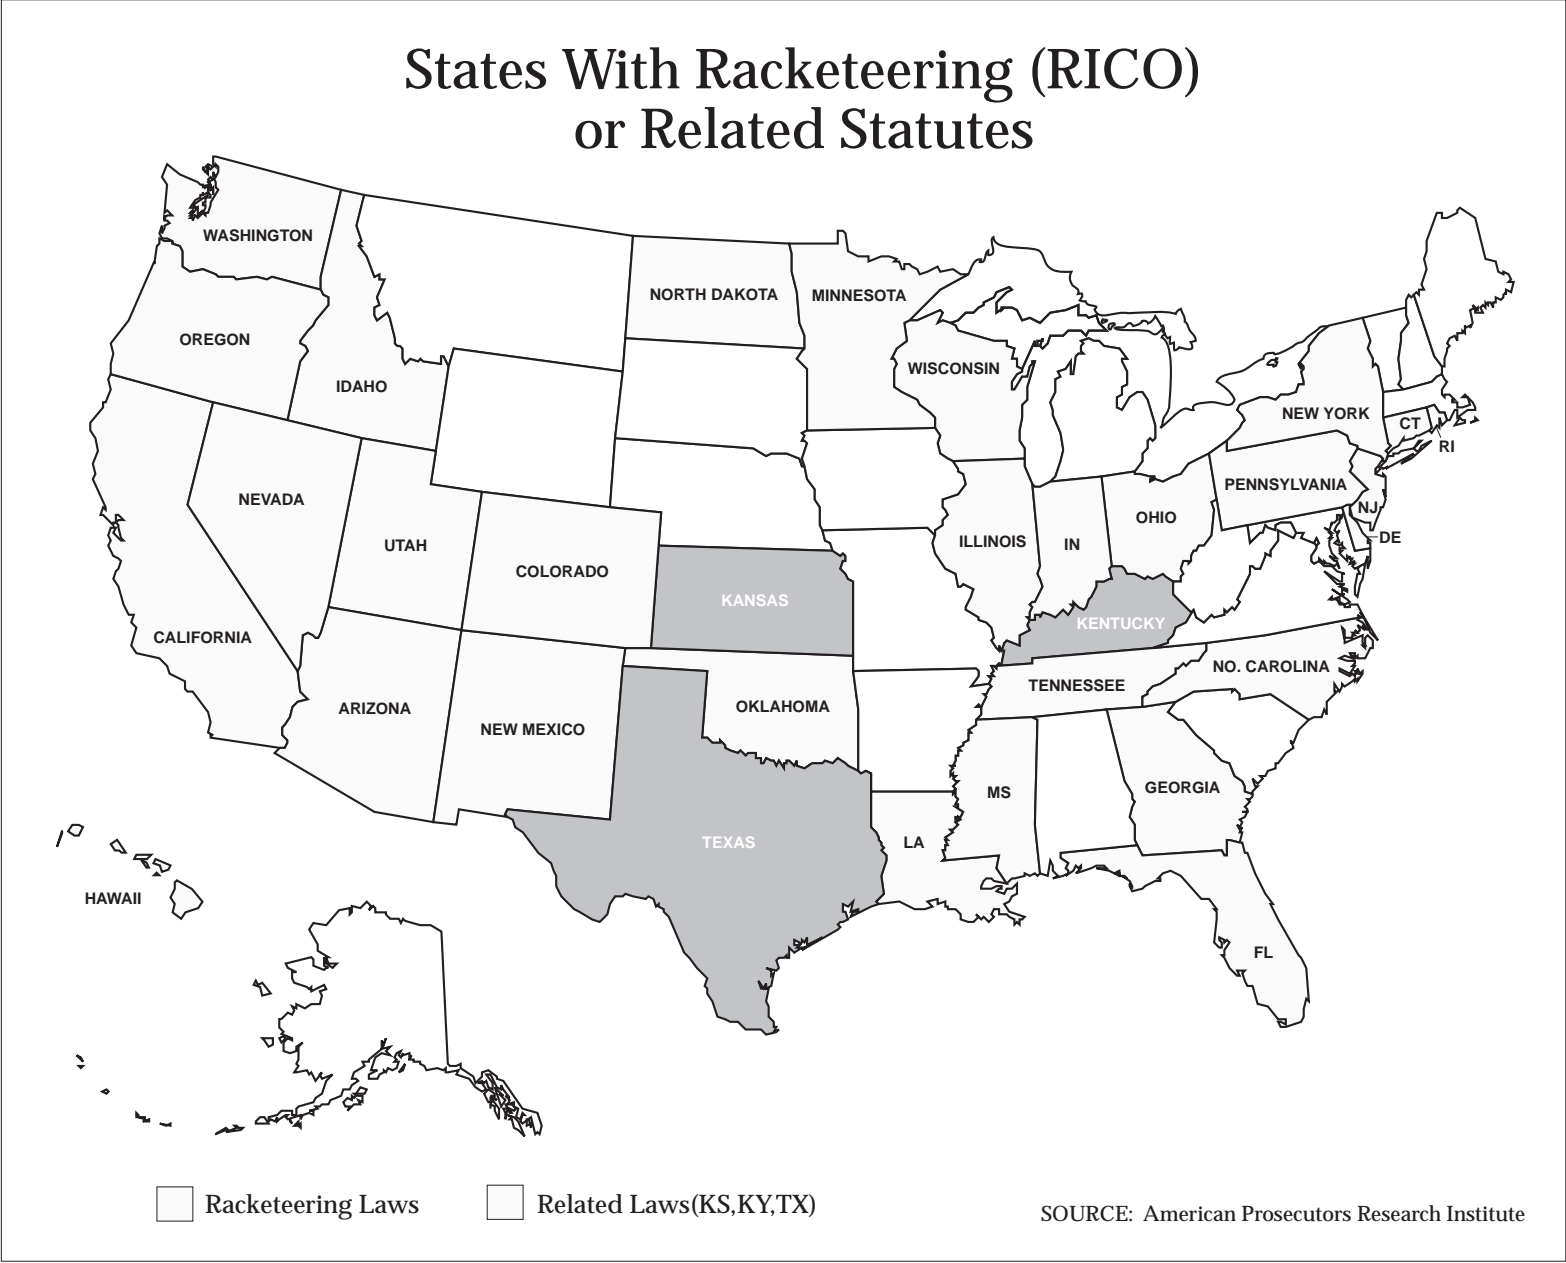 States With Racketeering (RICO)
or Related Statutes
WASHINGTON
NORTH DAKOTA
MINNESOTA
OREGON
IDAHO
WISCONSIN
NEW YORK
CT
RI
PENNSYLVANIA
NEVADA
NJ
OHIO
DE
UTAH
ILLINOIS
IN
COLORADO
KANSAS
KENTUCKY
CALIFORNIA
NO. CAROLINA
TENNESSEE
ARIZONA
OKLAHOMA
NEW MEXICO
MS
GEORGIA
TEXAS
LA
HAWAII
FL
Racketeering Laws
Related Laws(KS,KY,TX)
SOURCE: American Prosecutors Research Institute